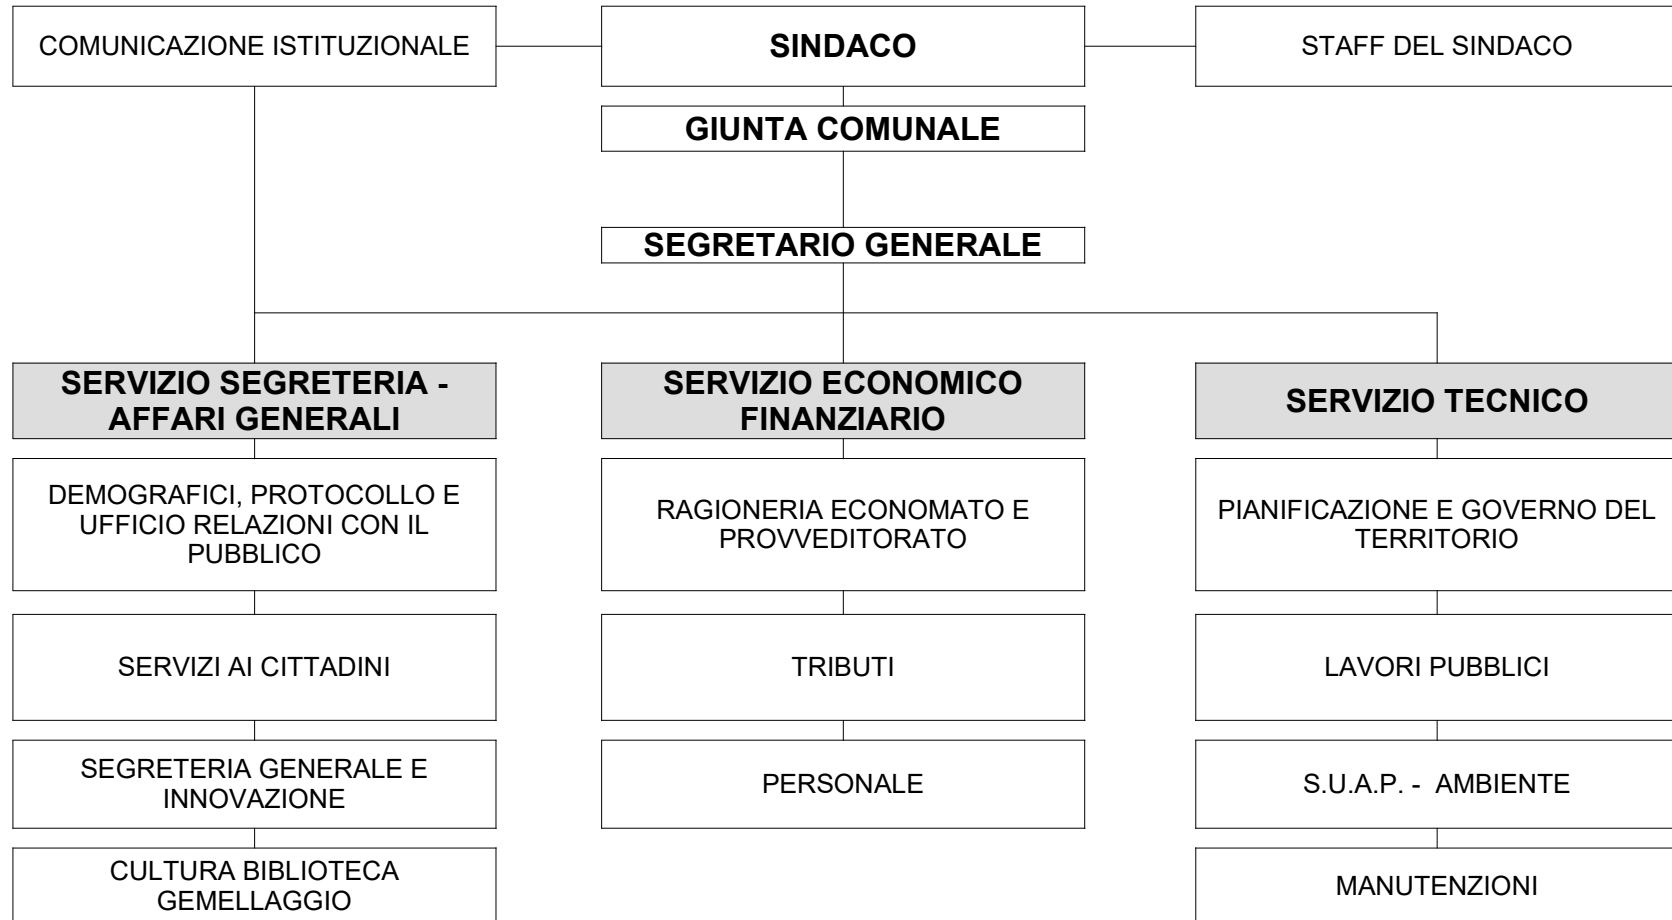 COMUNICAZIONE ISTITUZIONALE
SINDACO
STAFF DEL SINDACO
GIUNTA COMUNALE
SEGRETARIO GENERALE
SERVIZIO SEGRETERIA -
AFFARI GENERALI
SERVIZIO ECONOMICO
FINANZIARIO
SERVIZIO TECNICO
DEMOGRAFICI, PROTOCOLLO E
UFFICIO RELAZIONI CON IL
PUBBLICO
RAGIONERIA ECONOMATO E
PROVVEDITORATO
PIANIFICAZIONE E GOVERNO DEL
TERRITORIO
SERVIZI AI CITTADINI
TRIBUTI
LAVORI PUBBLICI
SEGRETERIA GENERALE E
INNOVAZIONE
PERSONALE
S.U.A.P. -  AMBIENTE
CULTURA BIBLIOTECA
GEMELLAGGIO
MANUTENZIONI